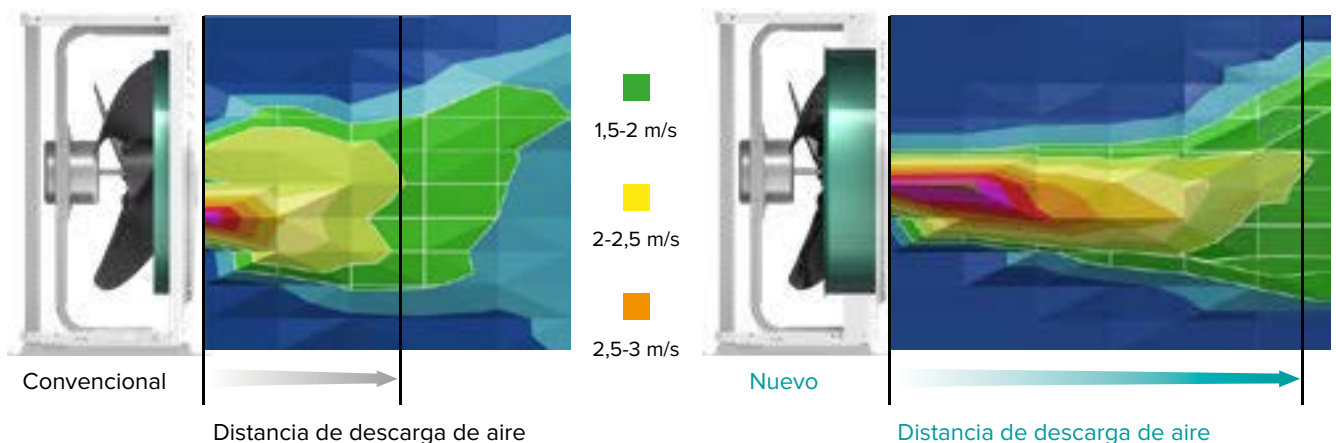 1,5-2 m/s
2-2,5 m/s
2,5-3 m/s
Convencional
Distancia de descarga de aire
Nuevo
Distancia de descarga de aire